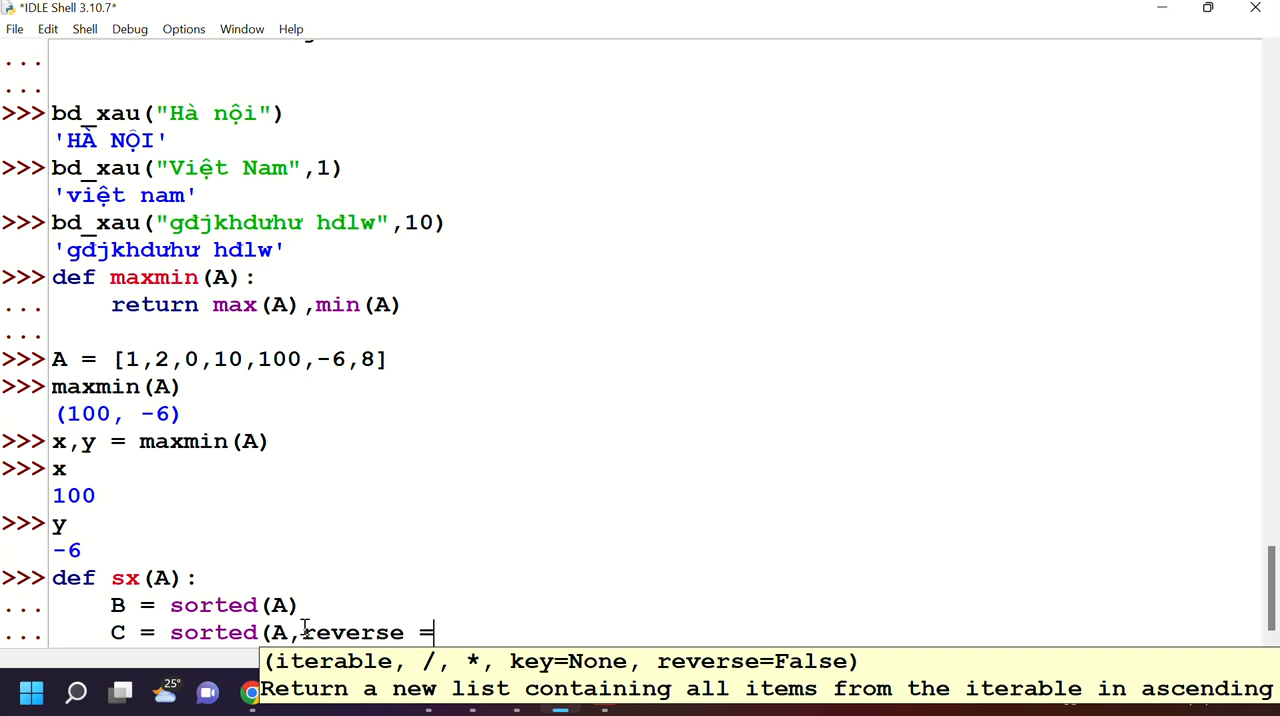 *IDLE Shell 3.10.7*
File Edit Shell Debug Options Window Help
...
...
>>> bd_xau("Hà nội")
'HÀ NỘI'
>>> bd_xau("Việt Nam",1)
'việt nam'
>>> bd_xau("gdjkhdưhư hdlw",10)
'gdjkhdưhư hdlw'
>>> def maxmin(A):
... return max(A),min(A)
...
>>> A = [1,2,0,10,100,-6,8]
>>> maxmin(A)
(100, -6)
>>> x,y = maxmin(A)
>>> x
100
>>> y
-6
>>> def sx(A):
... B = sorted(A)
... C = sorted(A,reverse =
(iterable, /, *, key=None, reverse=False)
Return a new list containing all items from the iterable in ascending
25°